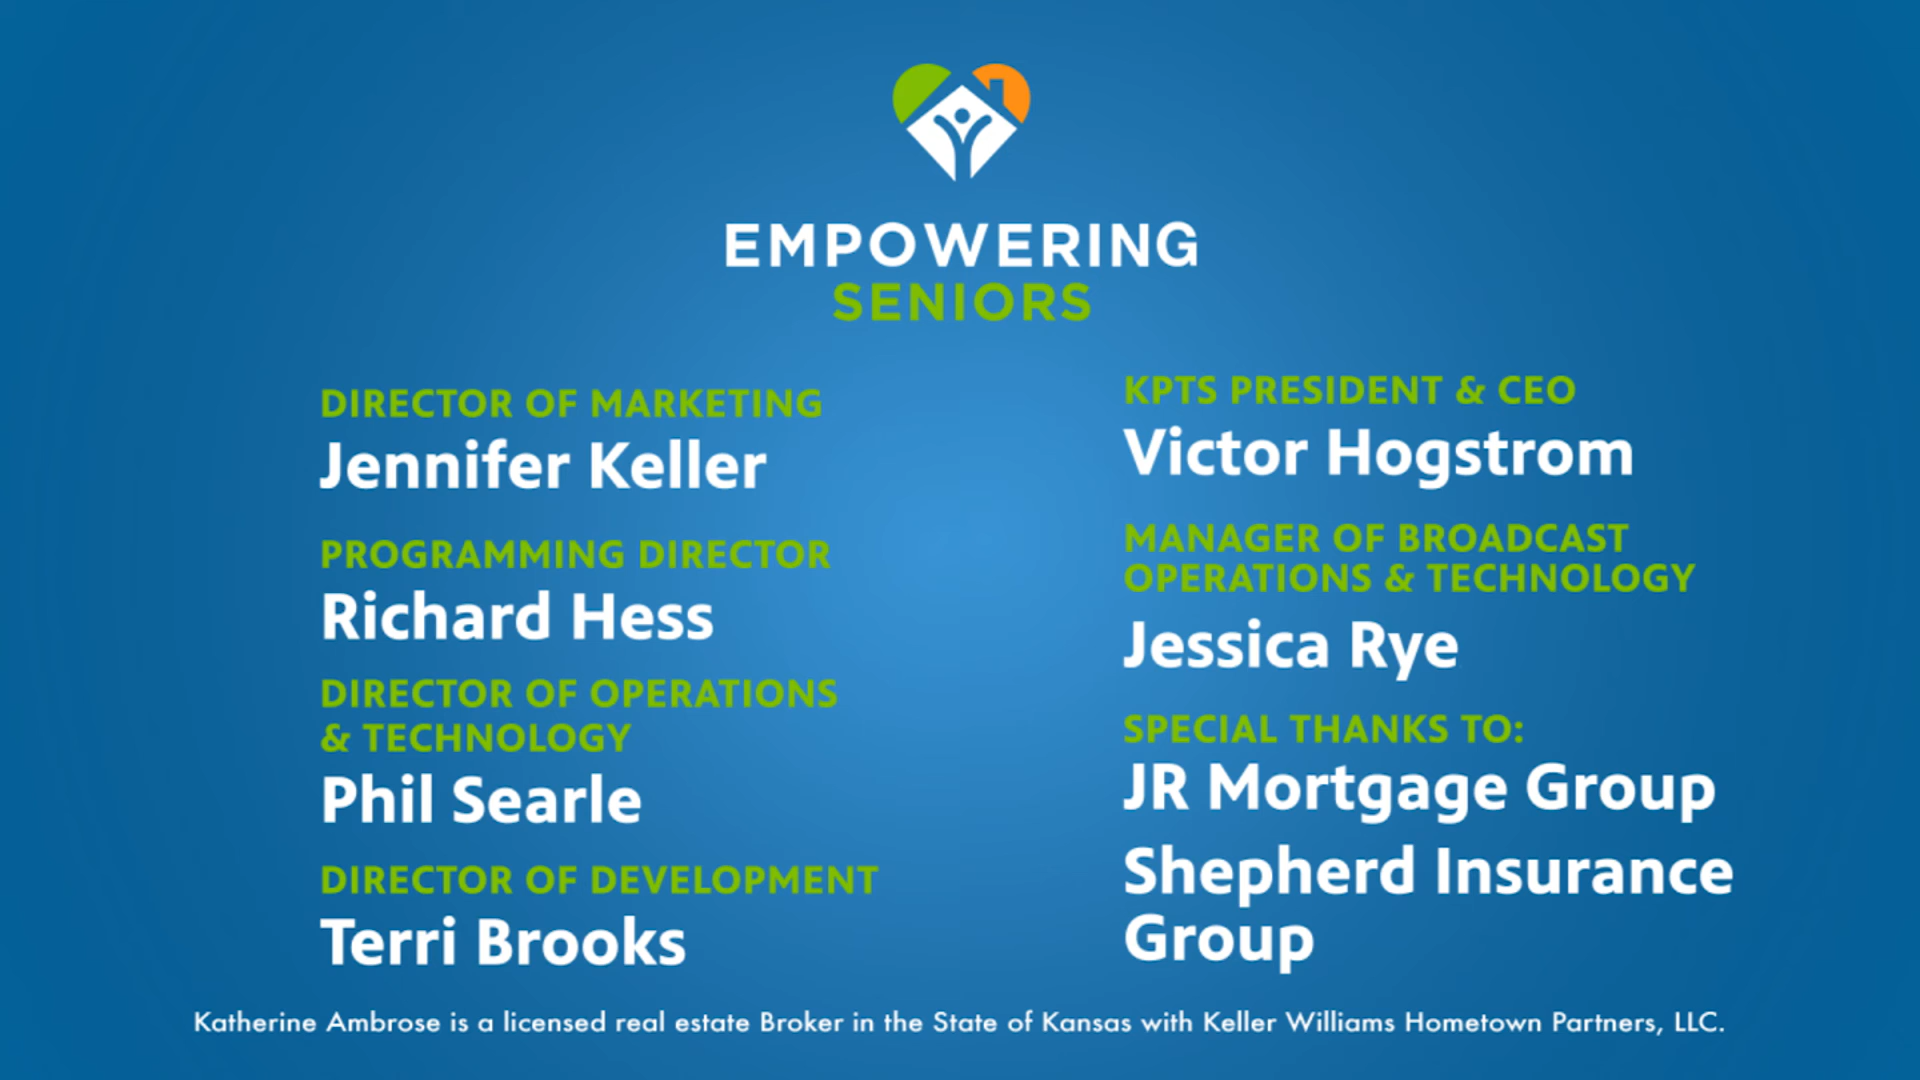 EMPOWERING
SENIORS
DIRECTOR OF MARKETING
Jennifer Keller
PROGRAMMING DIRECTOR
Richard Hess
DIRECTOR OF OPERATIONS
& TECHNOLOGY
Phil Searle
DIRECTOR OF DEVELOPMENT
Terri Brooks
KPTS PRESIDENT & CEO
Victor Hogstrom
MANAGER OF BROADCAST
OPERATIONS & TECHNOLOGY
Jessica Rye
SPECIAL THANKS TO:
JR Mortgage Group
Shepherd Insurance
Group
Katherine Ambrose is a licensed real estate Broker in the State of Kansas with Keller Williams Hometown Partners, LLC.